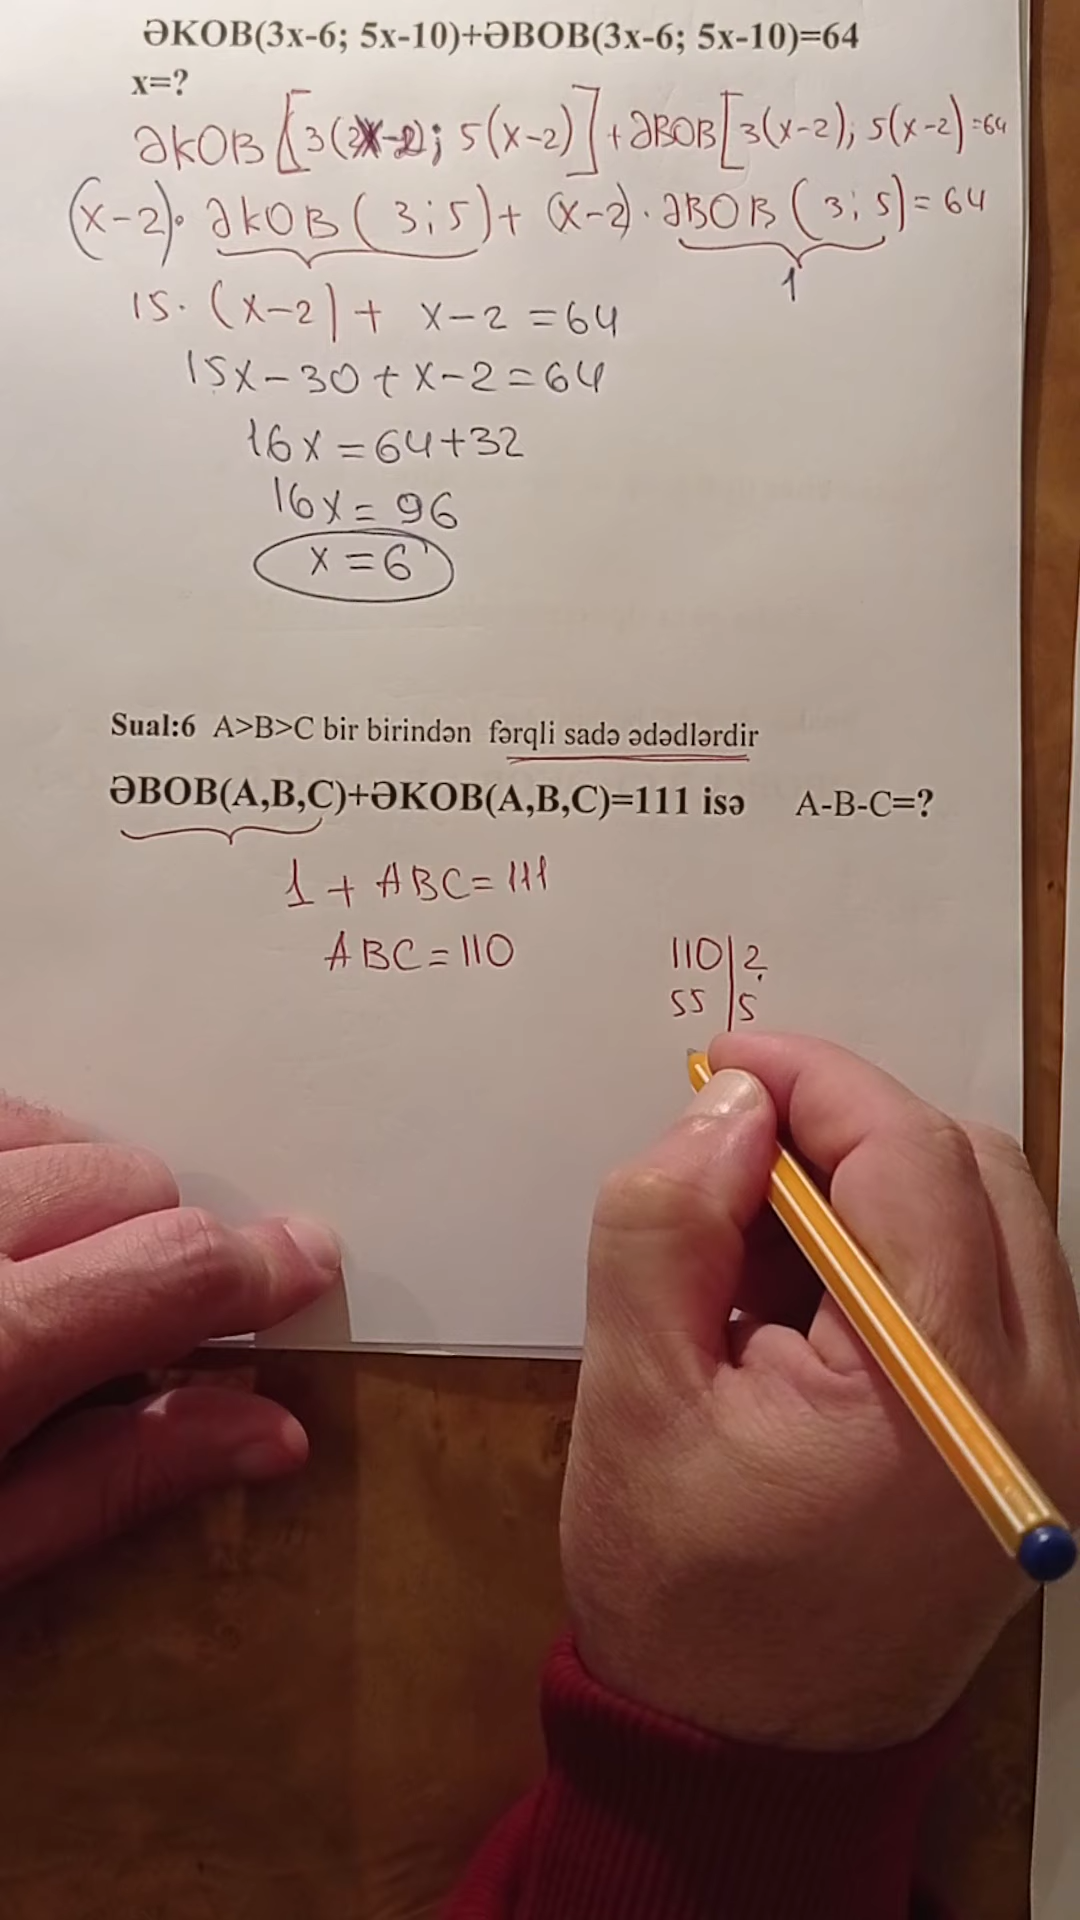 ƏKOB(3x-6; 5x-10)+ƏBOB(3x-6; 5x-10)=64
x=?
ƏKOB[3(x-2); 5(x-2)]+ƏBOB[3(x-2); 5(x-2)=64
(x-2)·ƏKOB(3;5)+(x-2)·ƏBOB(3;5)=64
1
15·(x-2)+x-2=64
15x-30+x-2=64
16x=64+32
16x=96
x=6
Sual:6 A>B>C bir birindən fərqli sadə ədədlərdir
ƏBOB(A,B,C)+ƏKOB(A,B,C)=111 isə A-B-C=?
1+ABC=111
ABC=110
110|2
55|5